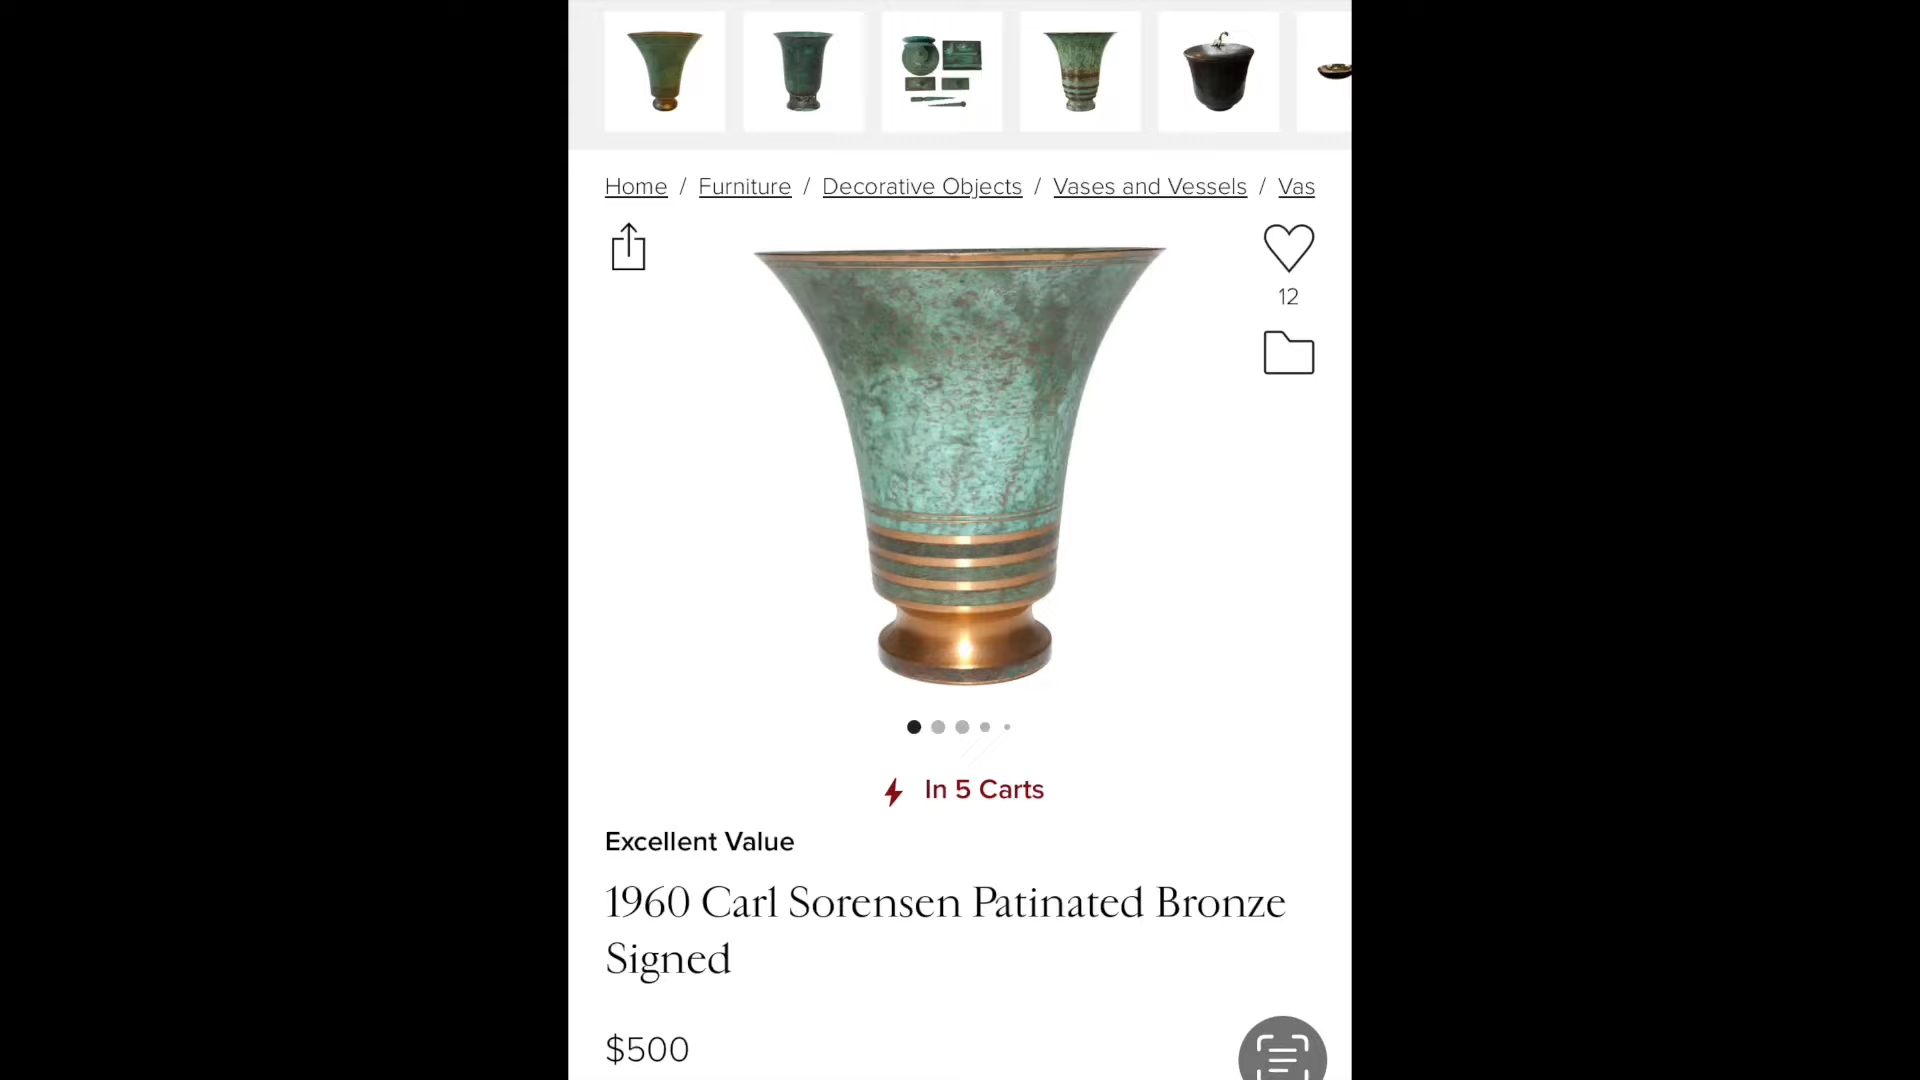 Home / Furniture / Decorative Objects / Vases and Vessels / Vas
12
In 5 Carts
Excellent Value
1960 Carl Sorensen Patinated Bronze
Signed
$500